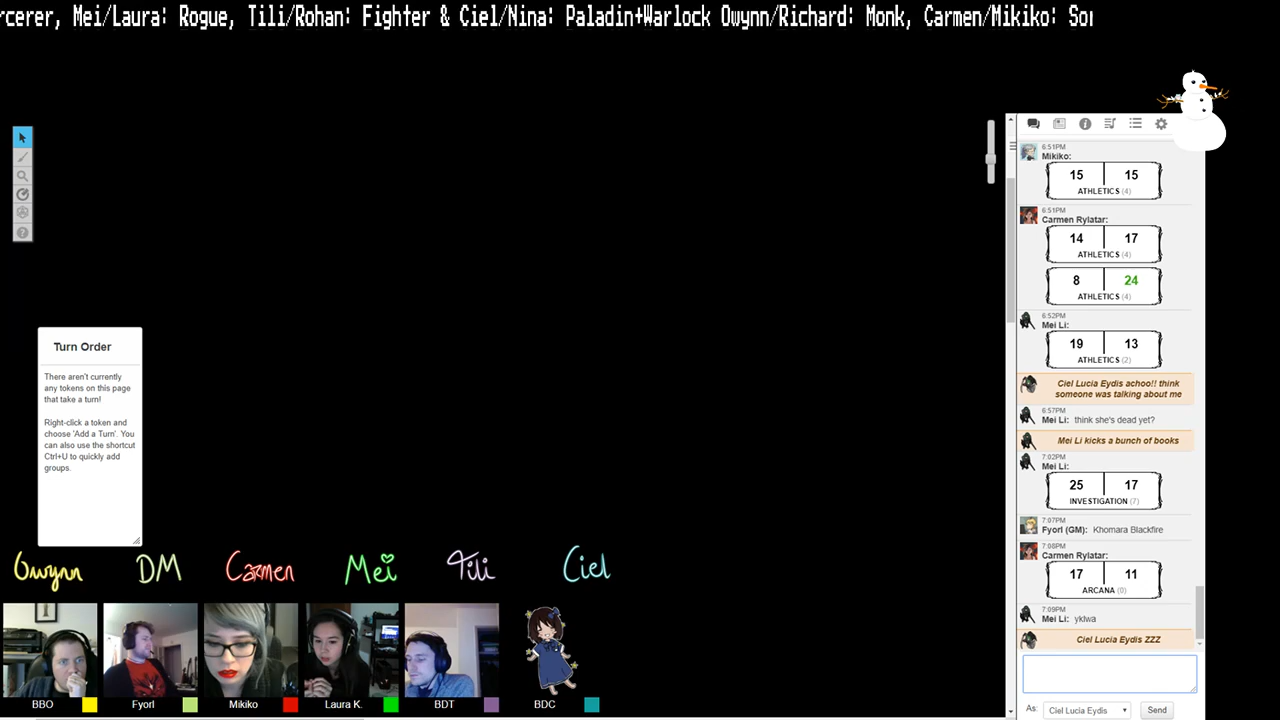 rcerer, Mei/Laura: Rogue, Tili/Rohan: Fighter & Ciel/Nina: Paladin+Warlock Owynn/Richard: Monk, Carmen/Mikiko: Sor
6:51PM
Mikiko:
15 15
ATHLETICS (4)
6:51PM
Carmen Rylatar:
14 17
ATHLETICS (4)
8 24
ATHLETICS (4)
6:52PM
Mei Li:
19 13
ATHLETICS (2)
Ciel Lucia Eydis achoo!! think
someone was talking about me
6:57PM
Mei Li: think she's dead yet?
Mei Li kicks a bunch of books
7:02PM
Mei Li:
25 17
INVESTIGATION (7)
7:07PM
Fyorl (GM): Khomara Blackfire
7:08PM
Carmen Rylatar:
17 11
ARCANA (0)
7:09PM
Mei Li: yklwa
Ciel Lucia Eydis ZZZ
As: Ciel Lucia Eydis Send
Turn Order
There aren't currently
any tokens on this page
that take a turn!
Right-click a token and
choose 'Add a Turn'. You
can also use the shortcut
Ctrl+U to quickly add
groups.
Owynn DM Carmen Mei Tili Ciel
BBO Fyorl Mikiko Laura K. BDT BDC